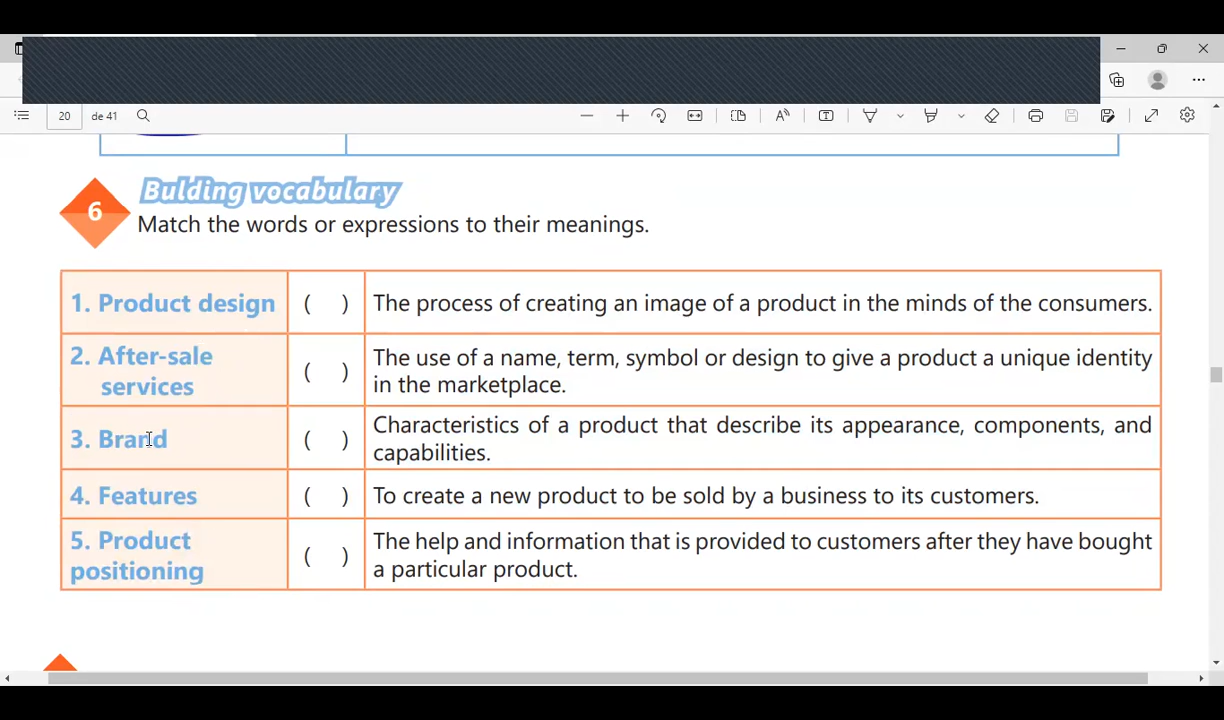 20 de 41
6
Bulding vocabulary
Match the words or expressions to their meanings.
1. Product design ( ) The process of creating an image of a product in the minds of the consumers.
2. After-sale
services
( ) The use of a name, term, symbol or design to give a product a unique identity
in the marketplace.
3. Brand ( ) Characteristics of a product that describe its appearance, components, and
capabilities.
4. Features ( ) To create a new product to be sold by a business to its customers.
5. Product
positioning
( ) The help and information that is provided to customers after they have bought
a particular product.